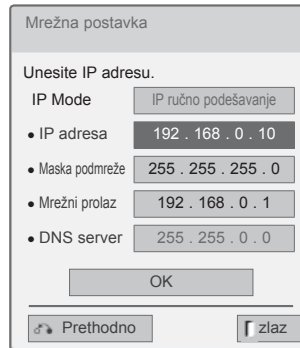 Mrežna postavka
Unesite IP adresu.
IP Mode IP ručno podešavanje
• IP adresa 192 . 168 . 0 . 10
• Maska podmreže 255 . 255 . 255 . 0
• Mrežni prolaz 192 . 168 . 0 . 1
• DNS server 255 . 255 . 0 . 0
OK
Prethodno zlaz